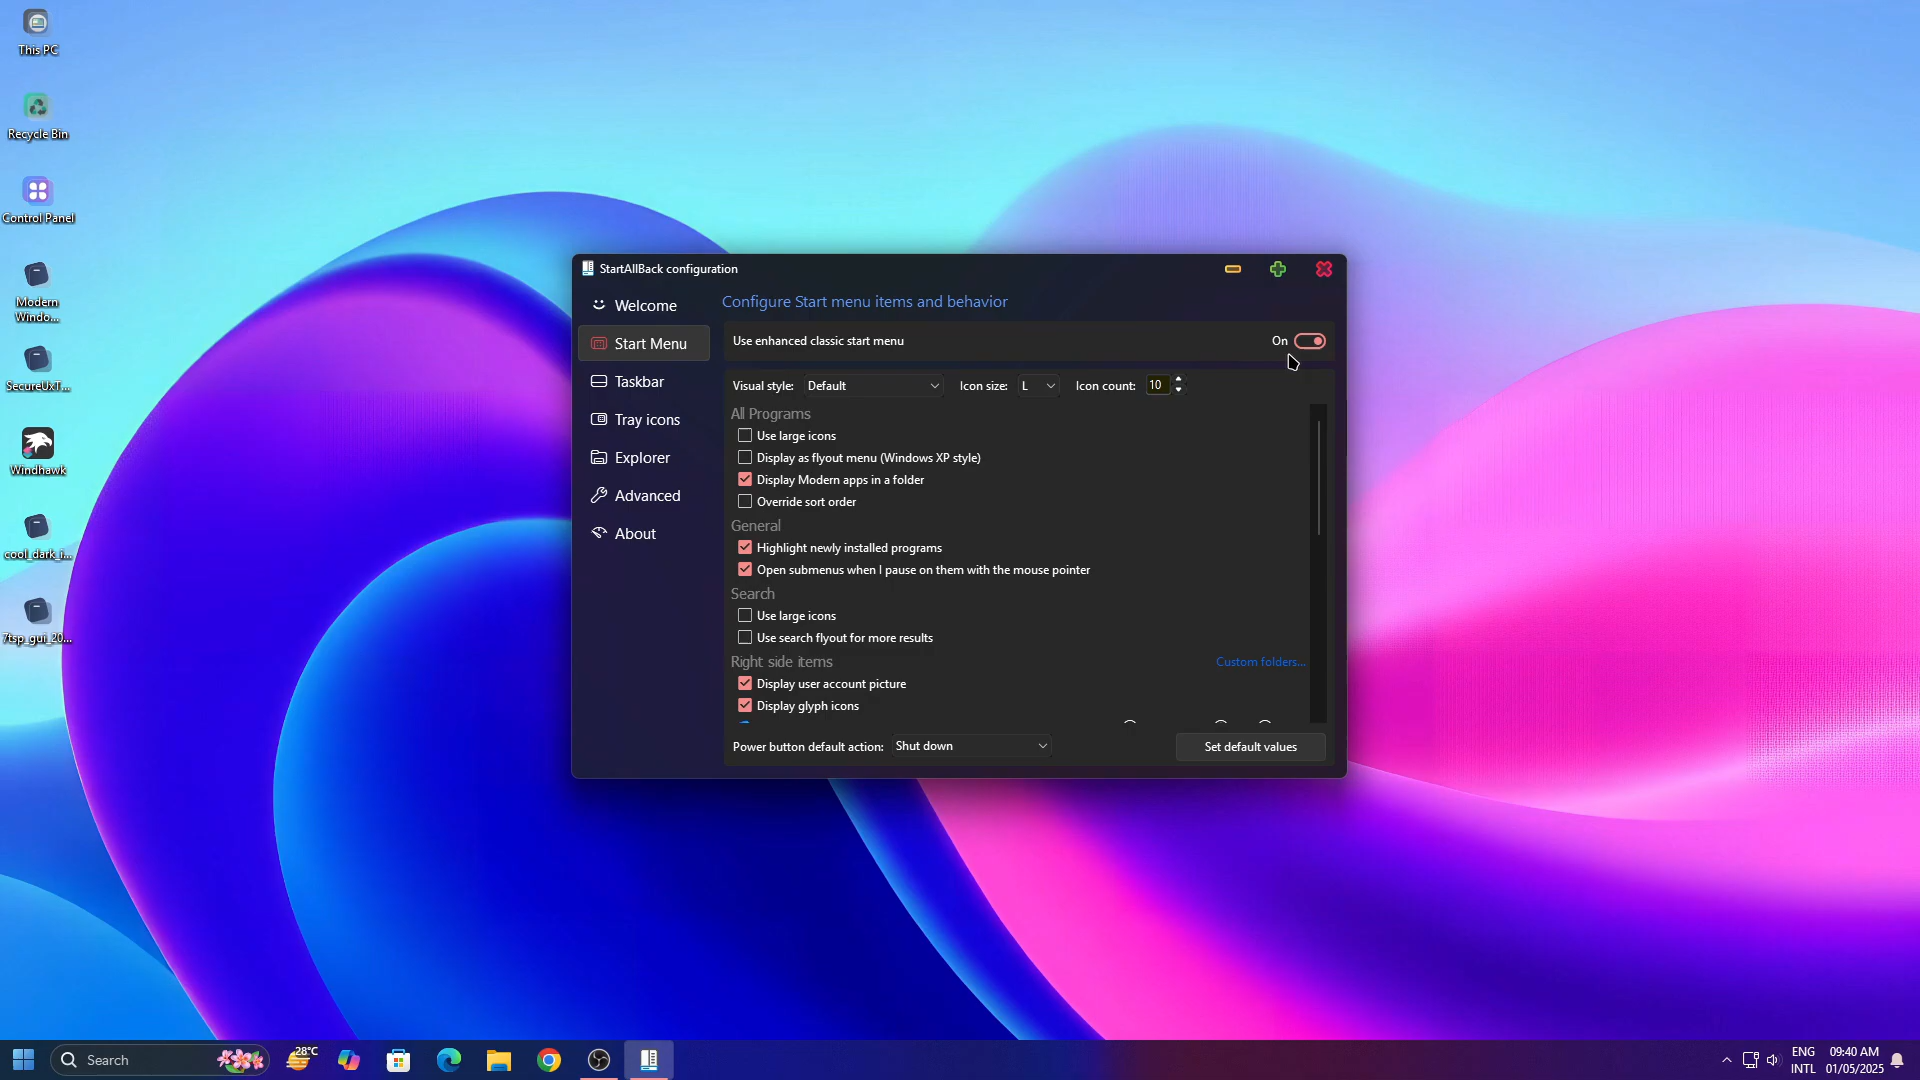 This PC
Recycle Bin
Control Panel
Modern
Windo...
SecureUxT...
Windhawk
cool_dark_i...
7tsp_gui_20...
StartAllBack configuration
Welcome
Start Menu
Taskbar
Tray icons
Explorer
Advanced
About
Configure Start menu items and behavior
Use enhanced classic start menu
On
Visual style: Default Icon size: L Icon count: 10
All Programs
Use large icons
Display as flyout menu (Windows XP style)
Display Modern apps in a folder
Override sort order
General
Highlight newly installed programs
Open submenus when I pause on them with the mouse pointer
Search
Use large icons
Use search flyout for more results
Right side items Custom folders...
Display user account picture
Display glyph icons
Power button default action: Shut down Set default values
Search
28°C
ENG
INTL
09:40 AM
01/05/2025